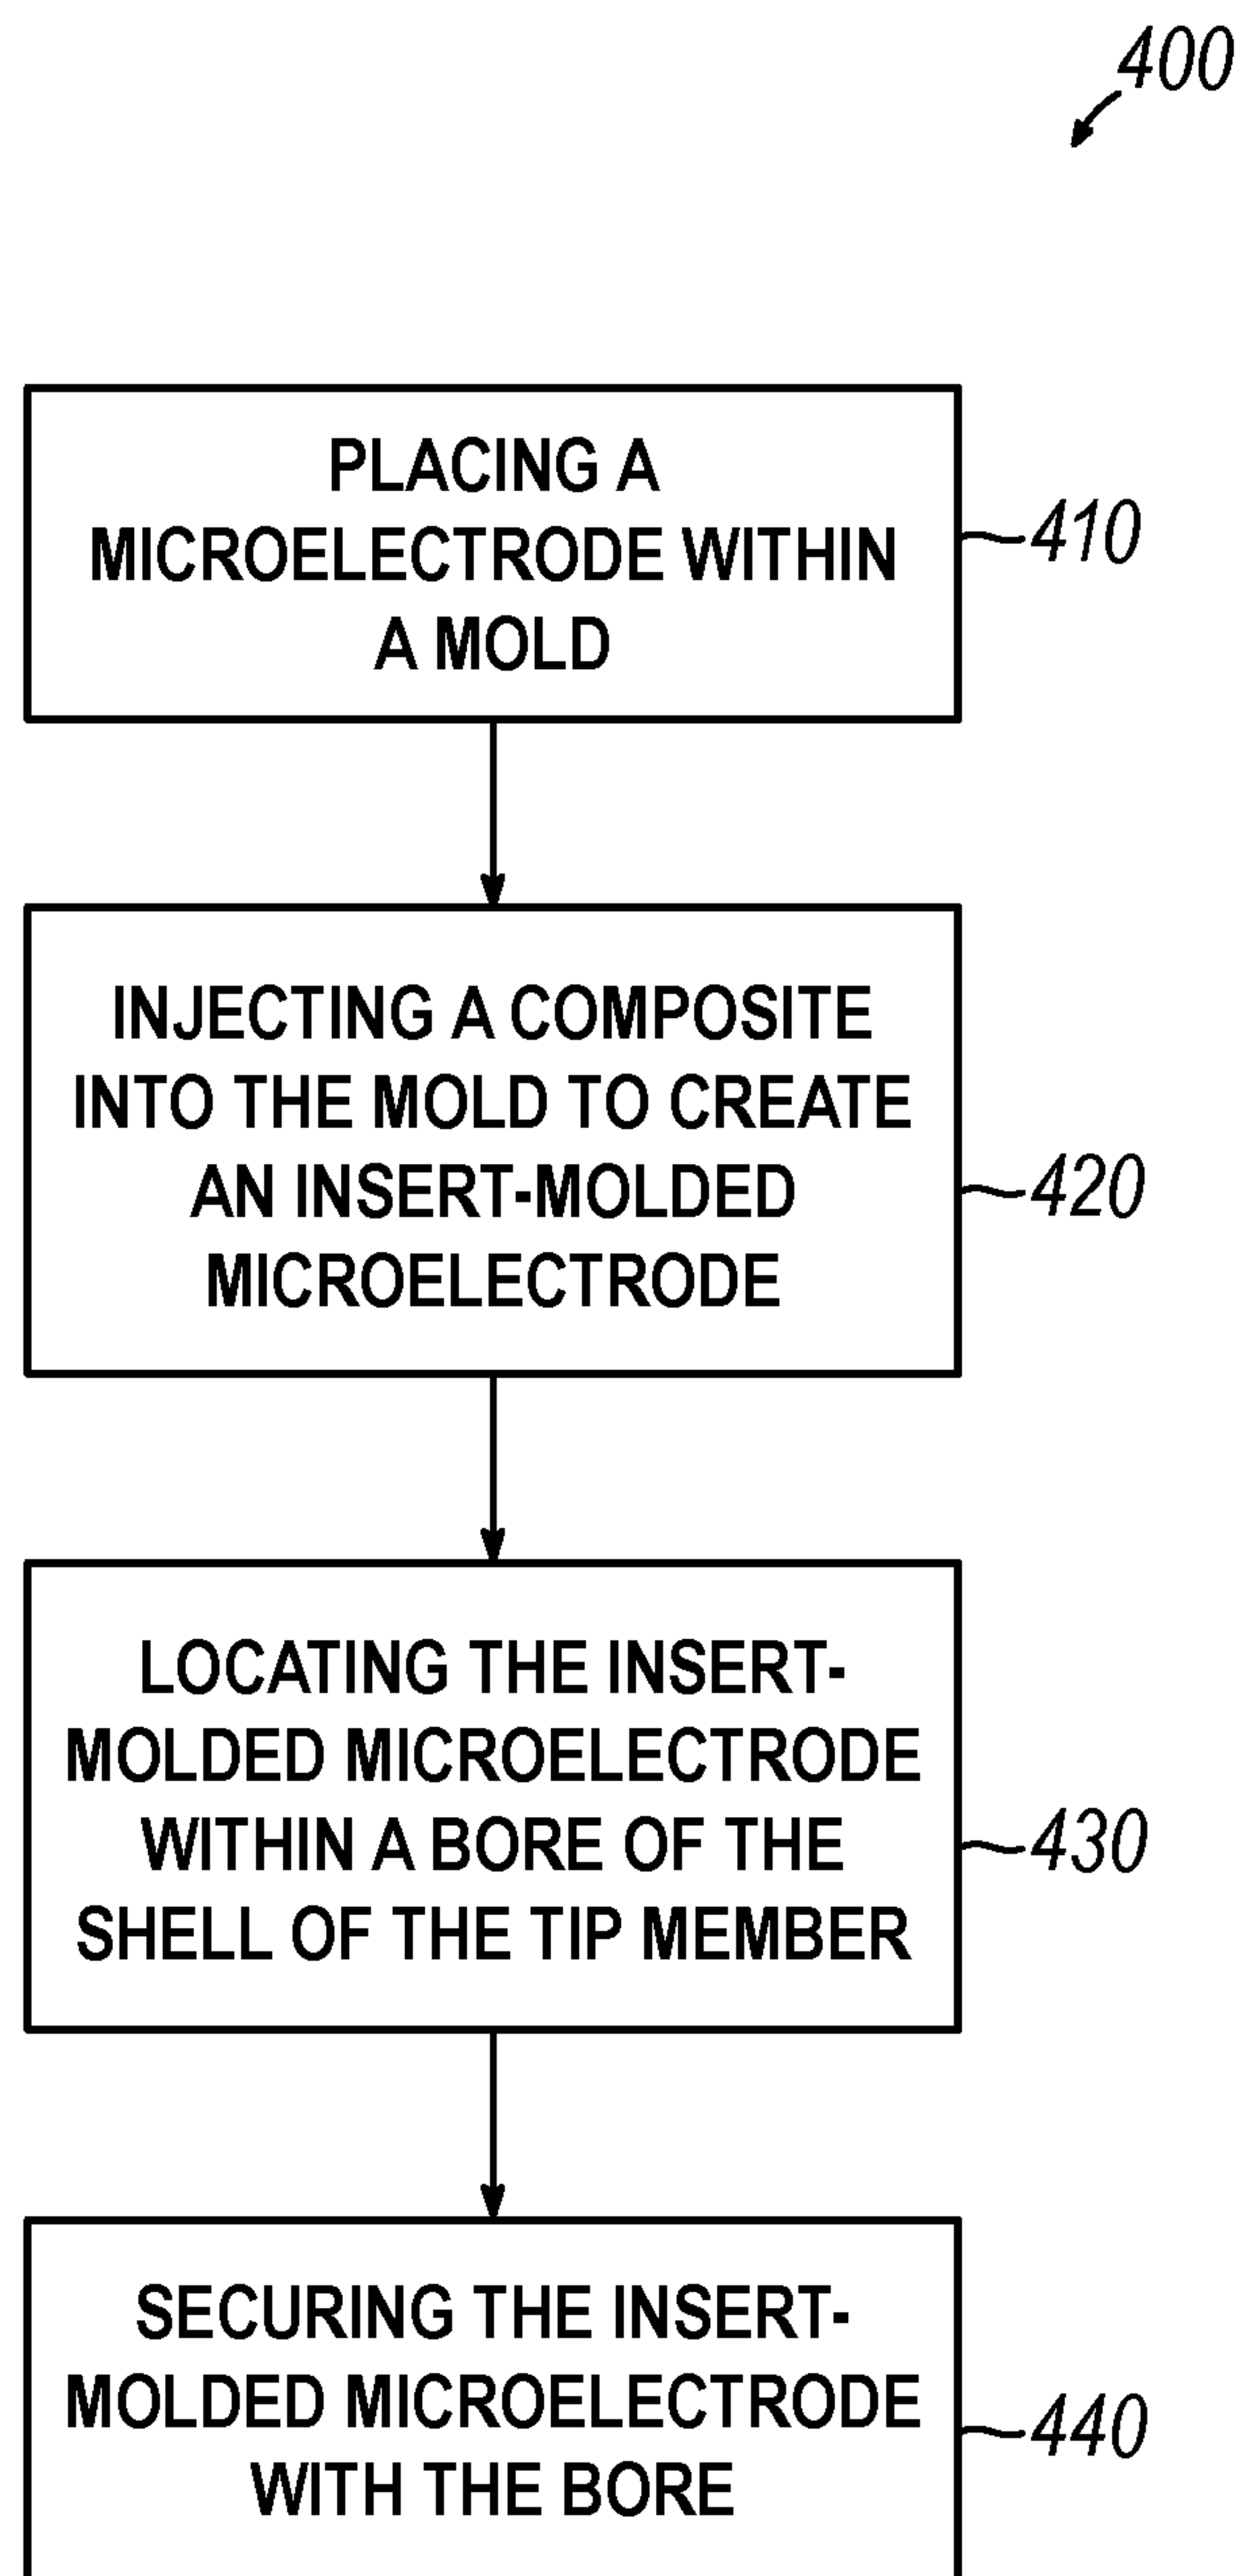 400
PLACING A
MICROELECTRODE WITHIN
A MOLD
410
INJECTING A COMPOSITE
INTO THE MOLD TO CREATE
AN INSERT-MOLDED
MICROELECTRODE
420
LOCATING THE INSERT-
MOLDED MICROELECTRODE
WITHIN A BORE OF THE
SHELL OF THE TIP MEMBER
430
SECURING THE INSERT-
MOLDED MICROELECTRODE
WITH THE BORE
440